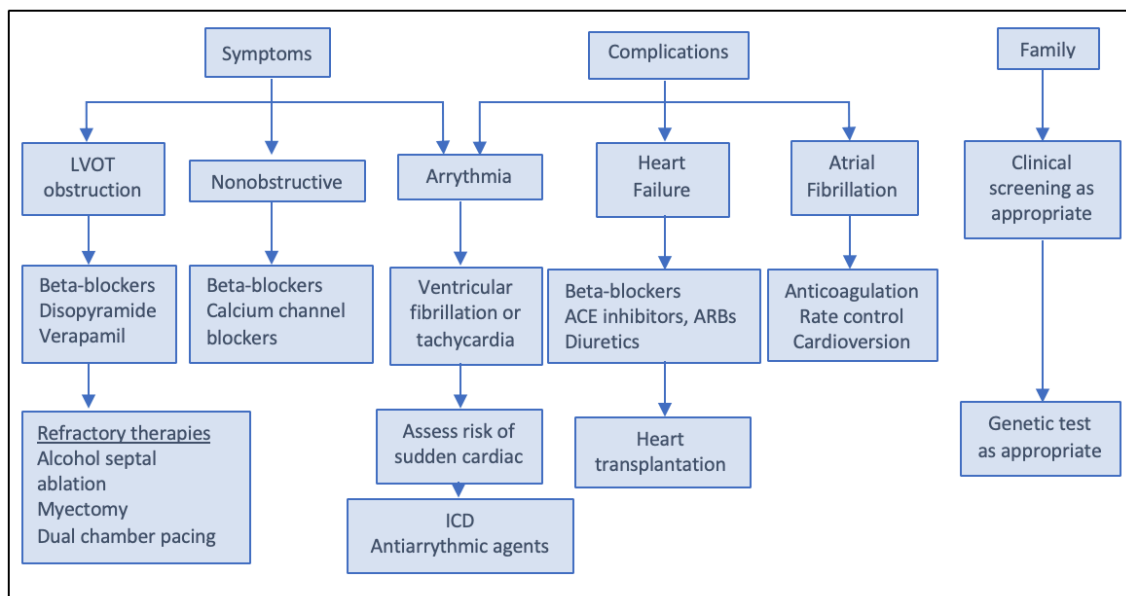 Symptoms
Complications
Family
LVOT
obstruction
Nonobstructive
Arrythmia
Heart
Failure
Atrial
Fibrillation
Clinical
screening as
appropriate
Beta-blockers
Disopyramide
Verapamil
Beta-blockers
Calcium channel
blockers
Ventricular
fibrillation or
tachycardia
Beta-blockers
ACE inhibitors, ARBs
Diuretics
Anticoagulation
Rate control
Cardioversion
Refractory therapies
Alcohol septal
ablation
Myectomy
Dual chamber pacing
Assess risk of
sudden cardiac
Heart
transplantation
Genetic test
as appropriate
ICD
Antiarrythmic agents